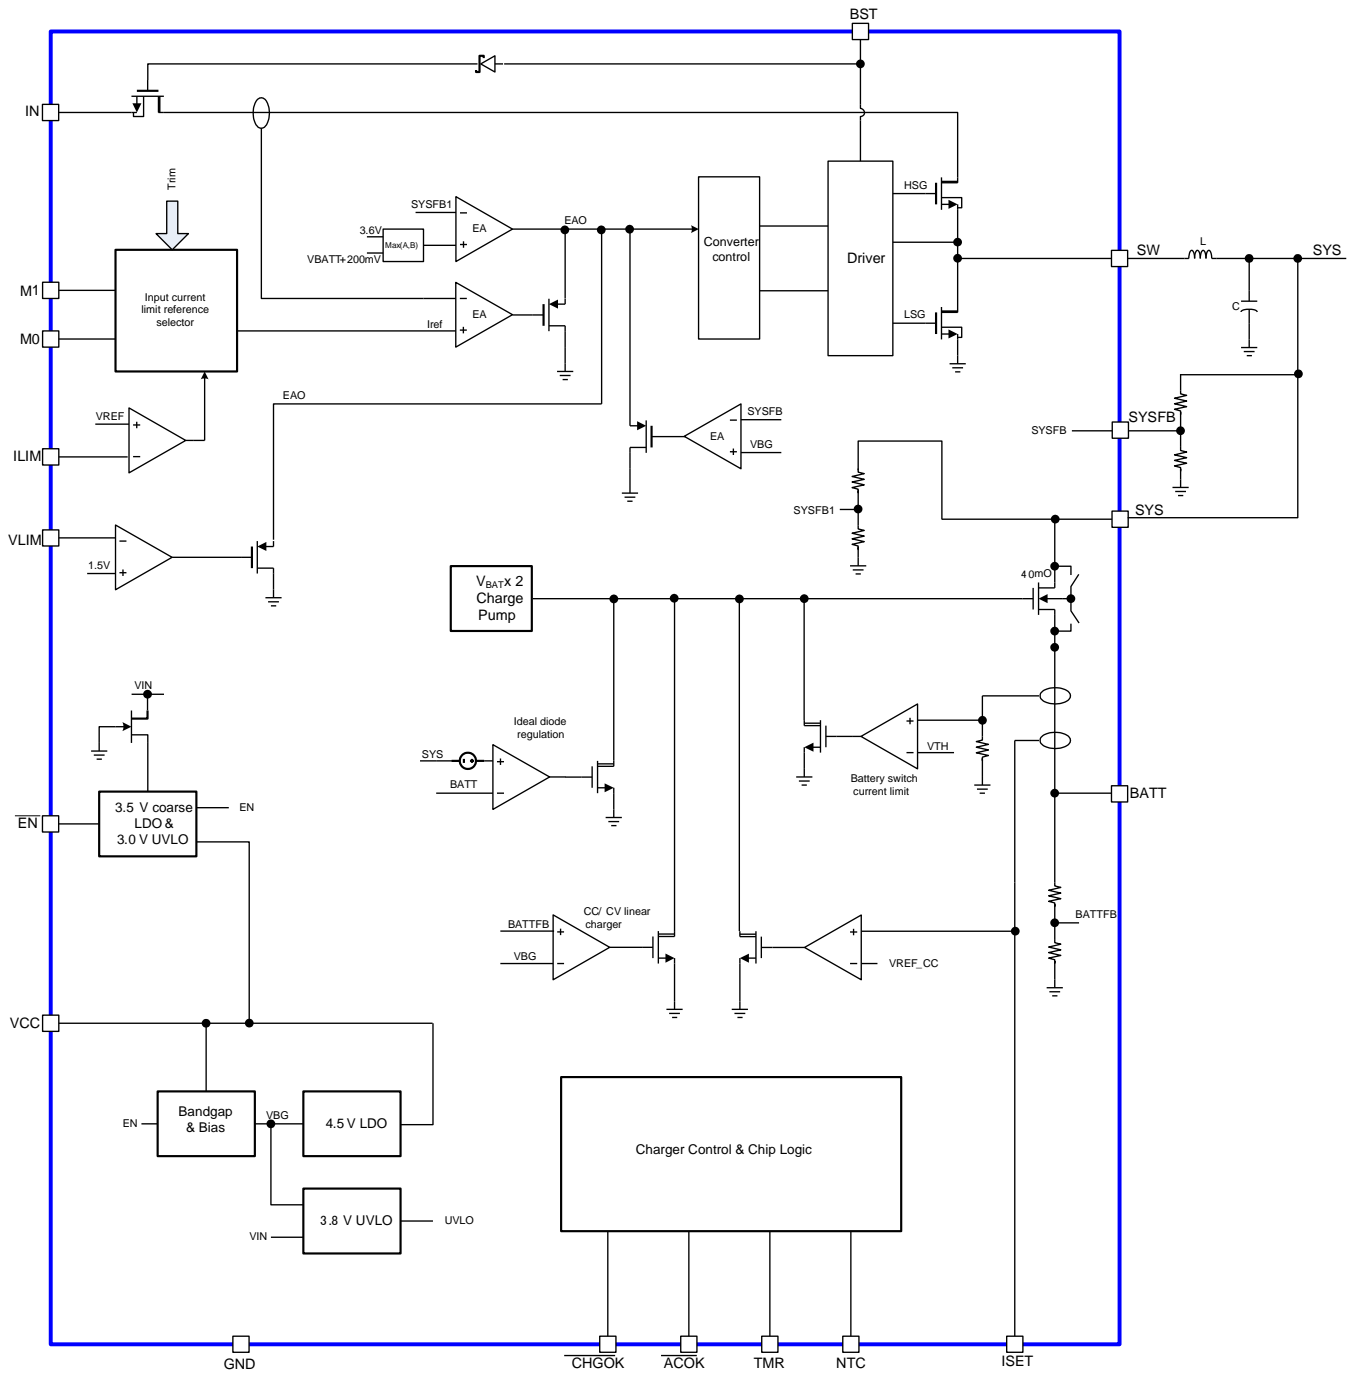 BST
IN
Trim
HSG
SYSFB1
EA
EAO
3.6V
Max(A,B)
VBATT+200mV
Converter
control
Driver
SW
L
SYS
M1
Input current
limit reference
selector
M0
Iref
EA
LSG
C
EAO
VREF
ILIM
SYSFB
EA
VBG
SYSFB
SYSFB
SYSFB1
SYS
VLIM
1.5V
VBATx 2
Charge
Pump
40mO
VIN
Ideal diode
regulation
SYS
BATT
VTH
Battery switch
current limit
BATT
EN
3.5 V coarse
LDO &
3.0 V UVLO
EN
CC/ CV linear
charger
BATTFB
VBG
VREF_CC
BATTFB
VCC
Bandgap
& Bias
EN
VBG
4.5 V LDO
Charger Control & Chip Logic
3.8 V UVLO
UVLO
VIN
GND
CHGOK
ACOK
TMR
NTC
ISET